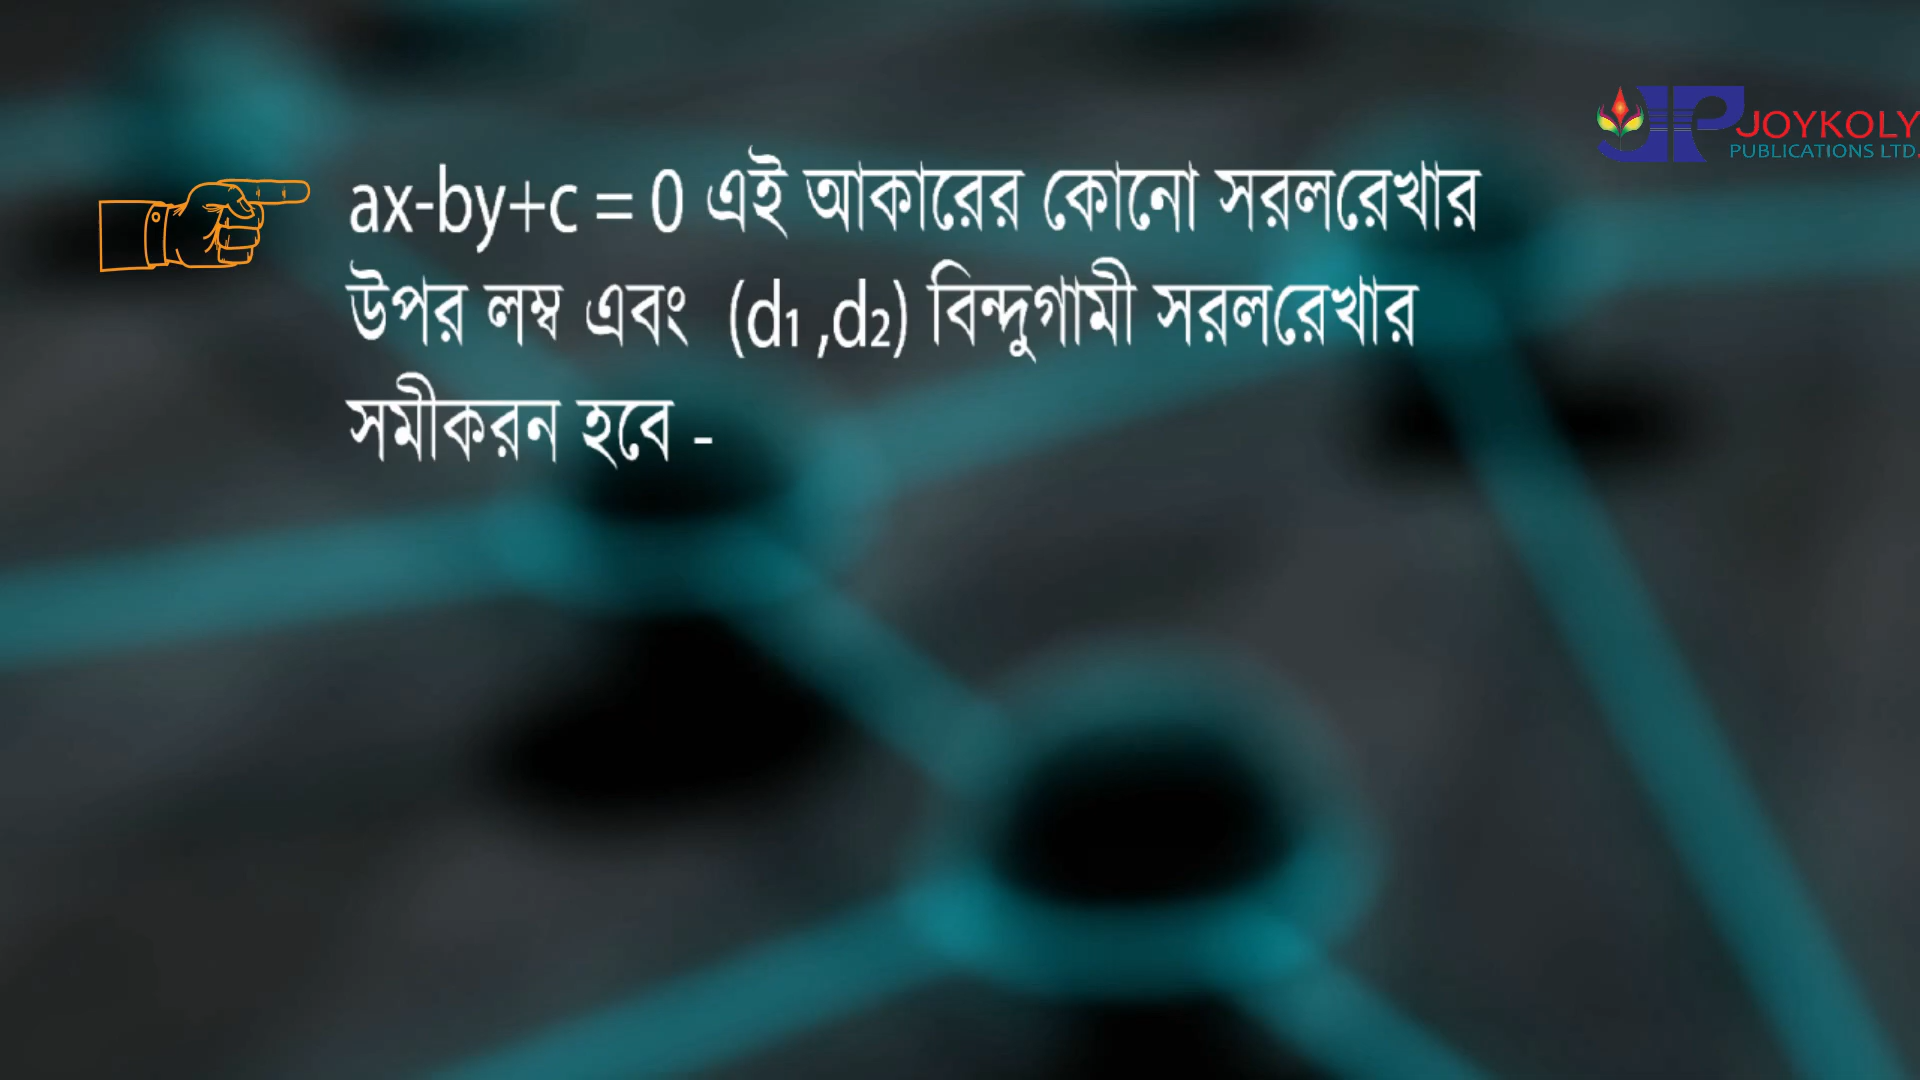 JOYKOLY
PUBLICATIONS LTD.
ax-by+c = 0 এই আকারের কোনো সরলরেখার
উপর লম্ব এবং (d₁ ,d₂) বিন্দুগামী সরলরেখার
সমীকরন হবে -